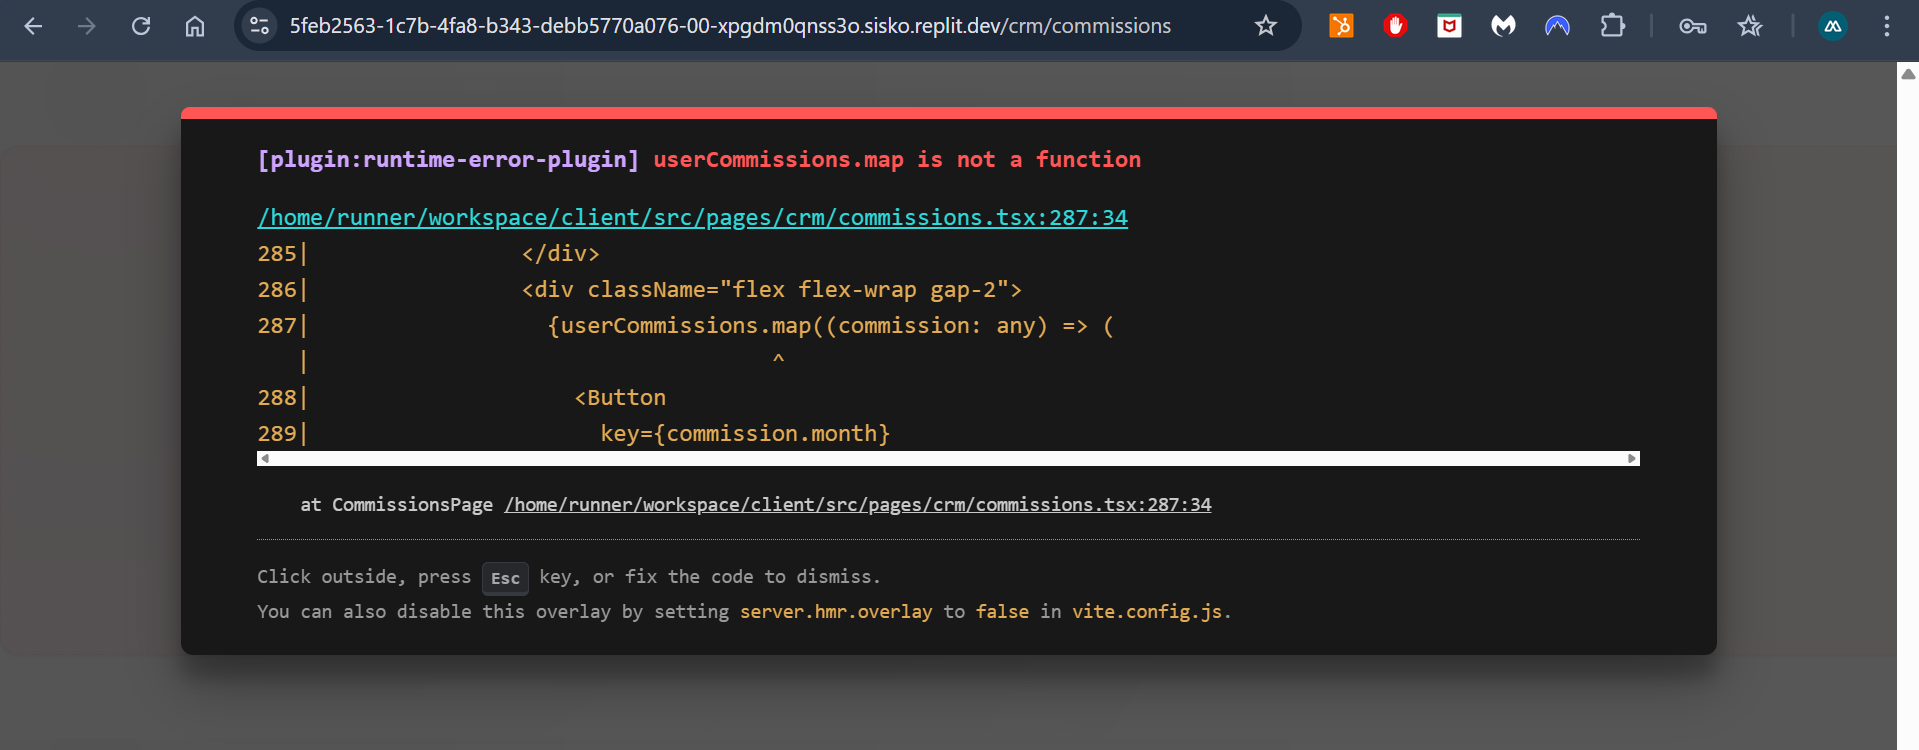 5feb2563-1c7b-4fa8-b343-debb5770a076-00-xpgdm0qnss3o.sisko.replit.dev/crm/commissions
[plugin:runtime-error-plugin] userCommissions.map is not a function
/home/runner/workspace/client/src/pages/crm/commissions.tsx:287:34
285|                </div>
286|                <div className="flex flex-wrap gap-2">
287|                  {userCommissions.map((commission: any) => (
   |                                   ^
288|                    <Button
289|                      key={commission.month}
at CommissionsPage /home/runner/workspace/client/src/pages/crm/commissions.tsx:287:34
Click outside, press Esc key, or fix the code to dismiss.
You can also disable this overlay by setting server.hmr.overlay to false in vite.config.js.